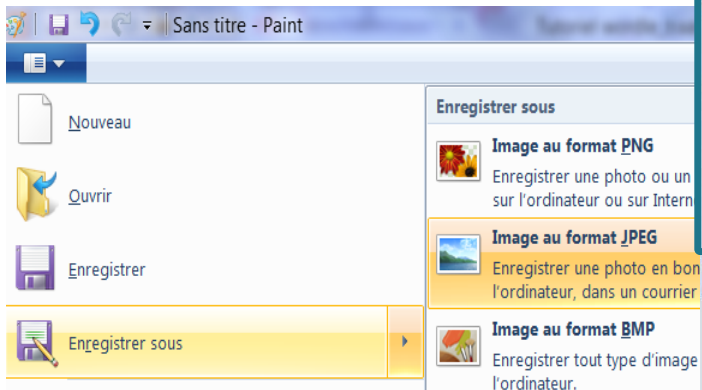 Sans titre - Paint
Nouveau
Ouvrir
Enregistrer
Enregistrer sous
Enregistrer sous
Image au format PNG
Enregistrer une photo ou un
sur l'ordinateur ou sur Intern
Image au format JPEG
Enregistrer une photo en bon
l'ordinateur, dans un courrier
Image au format BMP
Enregistrer tout type d'image
l'ordinateur.